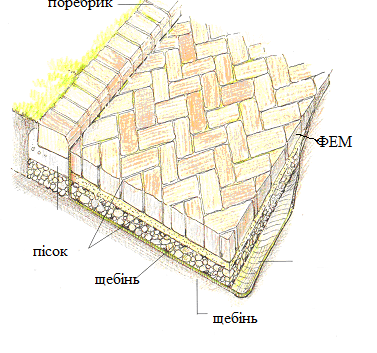 поребрик
ФЕМ
пісок
щебінь
щебінь